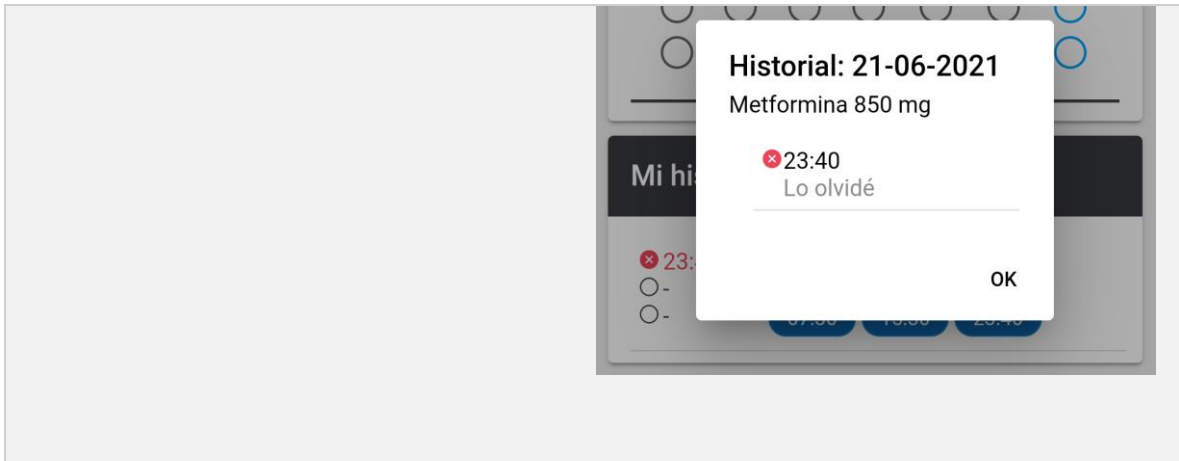 Historial: 21-06-2021
Metformina 850 mg
23:40
Lo olvidé
OK
Mi his
23:
-
-